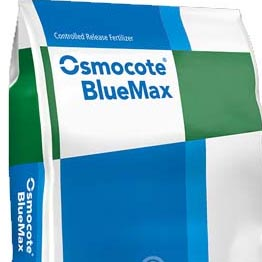 Controlled Release Fertilizer
Osmocote®
BlueMax
Osmocote®
BlueMax